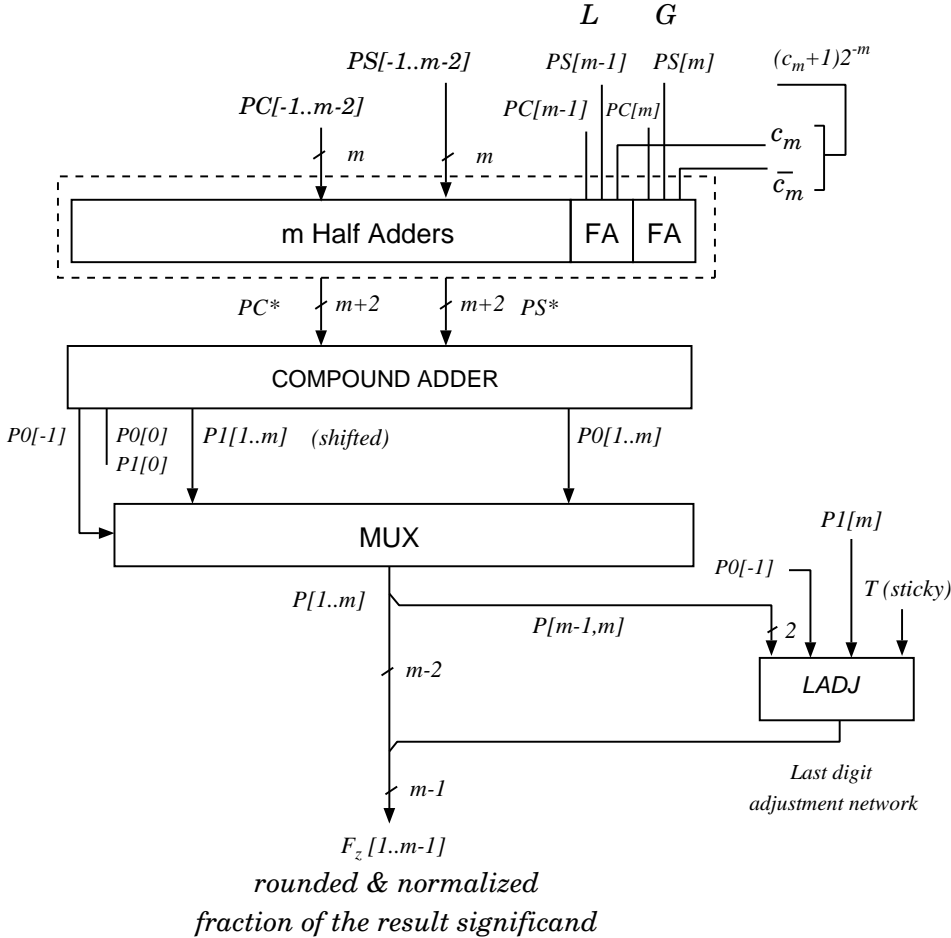 L G
PS[-1..m-2] PS[m-1] PS[m] (c_m+1)2^-m
PC[-1..m-2] PC[m-1] PC[m]
c_m
m m
c̄_m
m Half Adders FA FA
PC* m+2 m+2 PS*
COMPOUND ADDER
P0[-1] P0[0] P1[1..m] (shifted) P0[1..m]
P1[0]
MUX P1[m]
P0[-1]
P[1..m] T (sticky)
P[m-1,m] 2
m-2 LADJ
m-1 Last digit
adjustment network
F_z [1..m-1]
rounded & normalized
fraction of the result significand